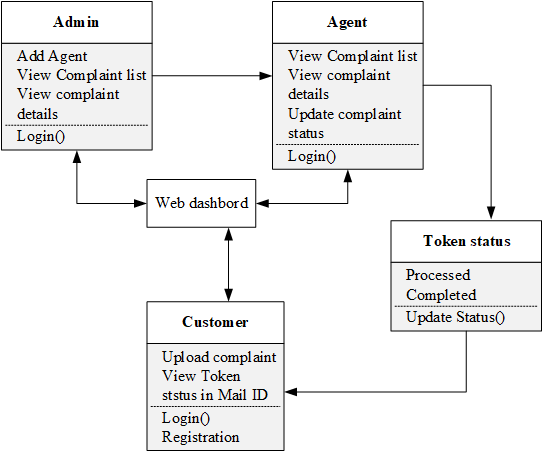 Admin
Add Agent
View Complaint list
View complaint
details
Login()
Agent
View Complaint list
View complaint
details
Update complaint
status
Login()
Web dashbord
Token status
Processed
Completed
Update Status()
Customer
Upload complaint
View Token
ststus in Mail ID
Login()
Registration